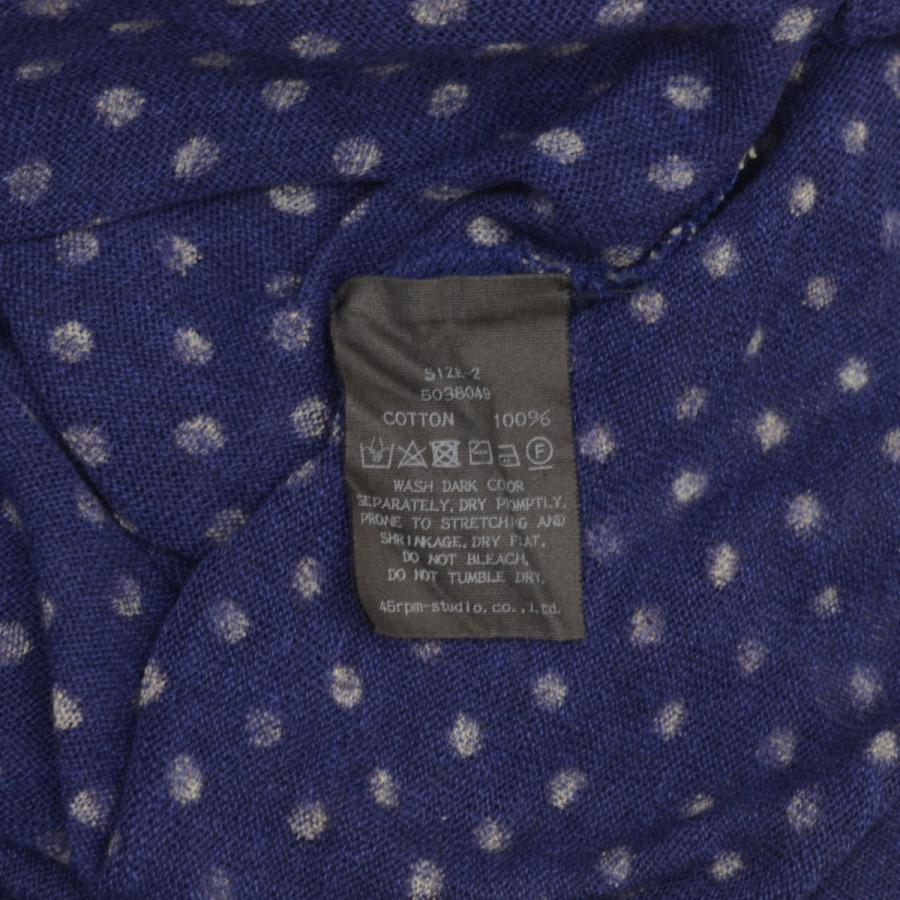 SIZE-2
5038049
COTTON 100%
F
WASH DARK COOR
SEPARATELY, DRY PROMPTLY.
PRONE TO STRETCHING AND
SHRINKAGE, DRY FLAT.
DO NOT BLEACH.
DO NOT TUMBLE DRY.
45rpm-studio.co.,Ltd.